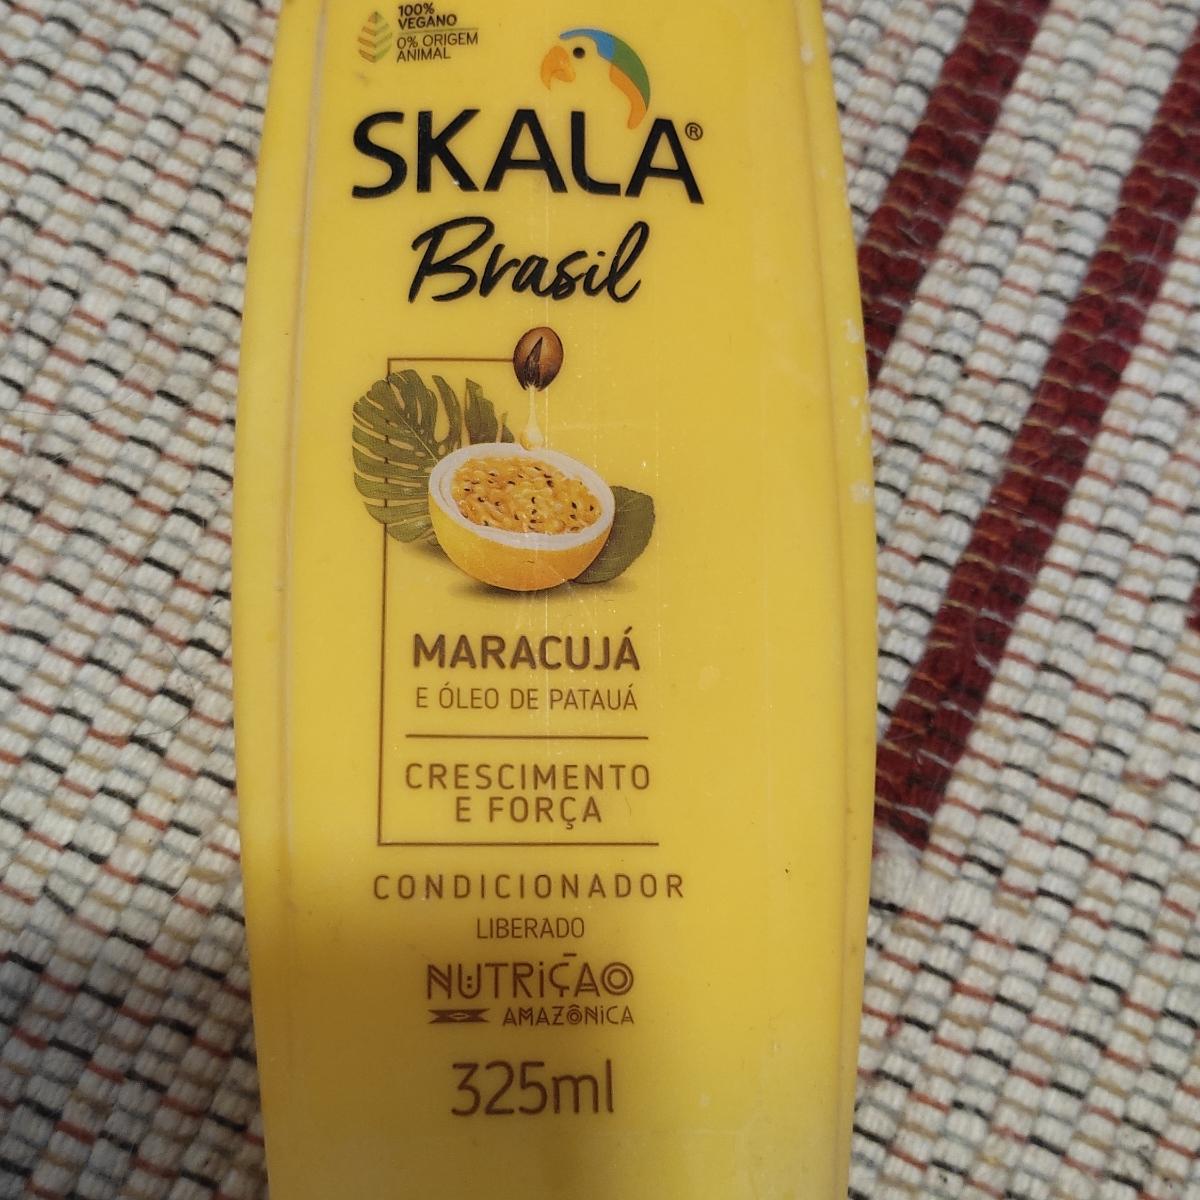 100%
VEGANO
0% ORIGEM
ANIMAL
SKALA®
Brasil
MARACUJÁ
E ÓLEO DE PATAUÁ
CRESCIMENTO
E FORÇA
CONDICIONADOR
LIBERADO
NUTRiÇÃO
AMAZÔNiCA
325ml